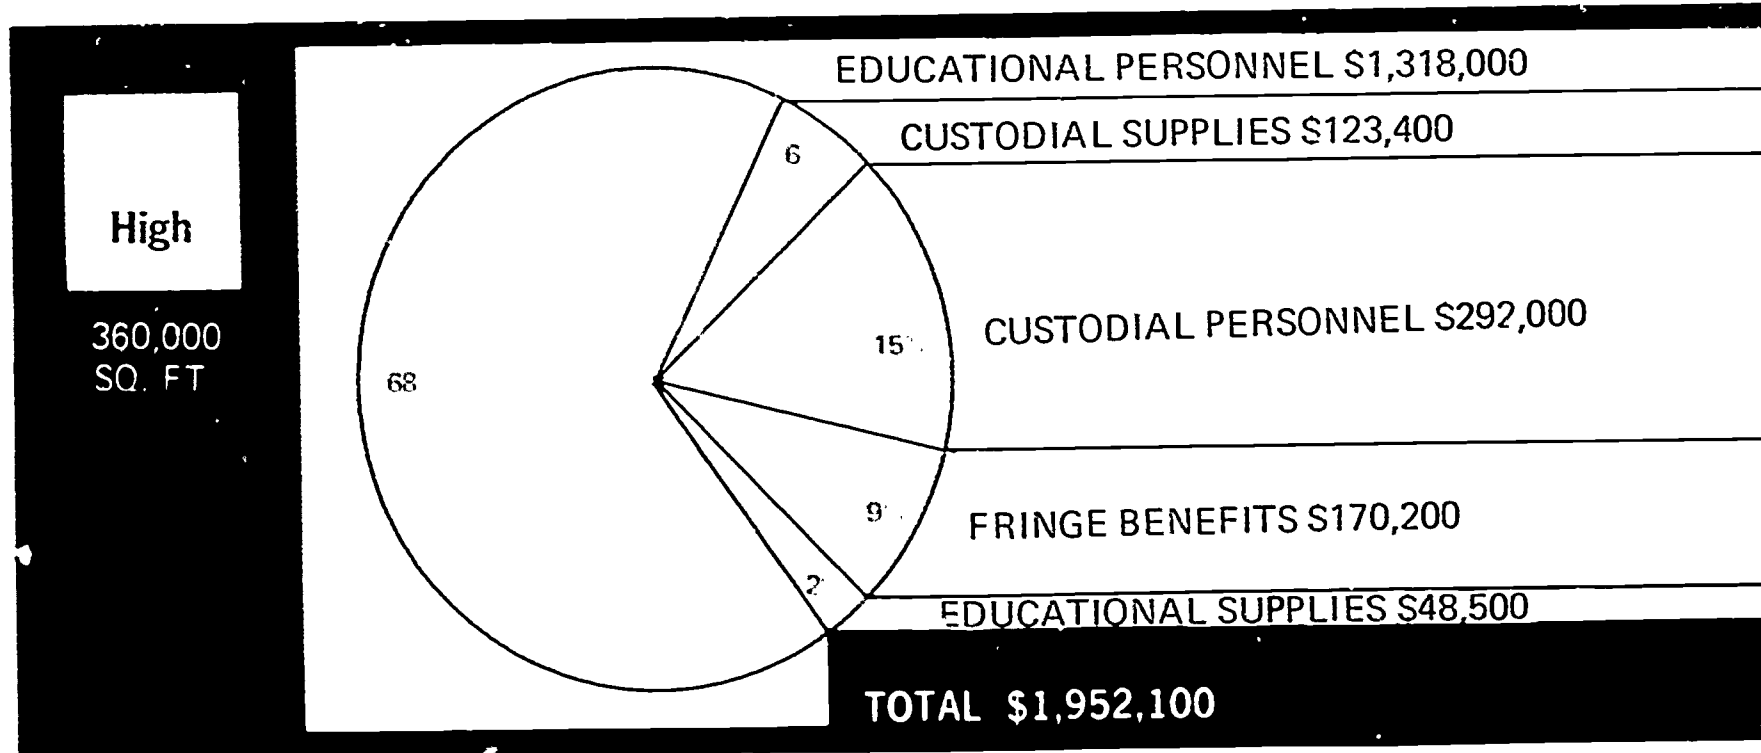 EDUCATIONAL PERSONNEL $1,318,000
CUSTODIAL SUPPLIES $123,400
6
High
360,000
SQ. FT
CUSTODIAL PERSONNEL $292,000
15%
68
9%
FRINGE BENEFITS $170,200
2%
EDUCATIONAL SUPPLIES $48,500
TOTAL $1,952,100